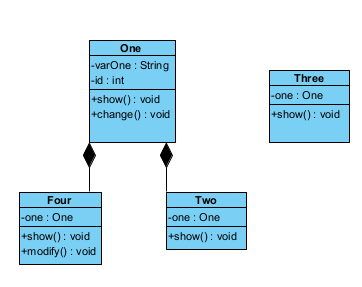 One
-varOne : String
-id : int
+show() : void
+change() : void
Three
-one : One
+show() : void
Four
-one : One
+show() : void
+modify() : void
Two
-one : One
+show() : void